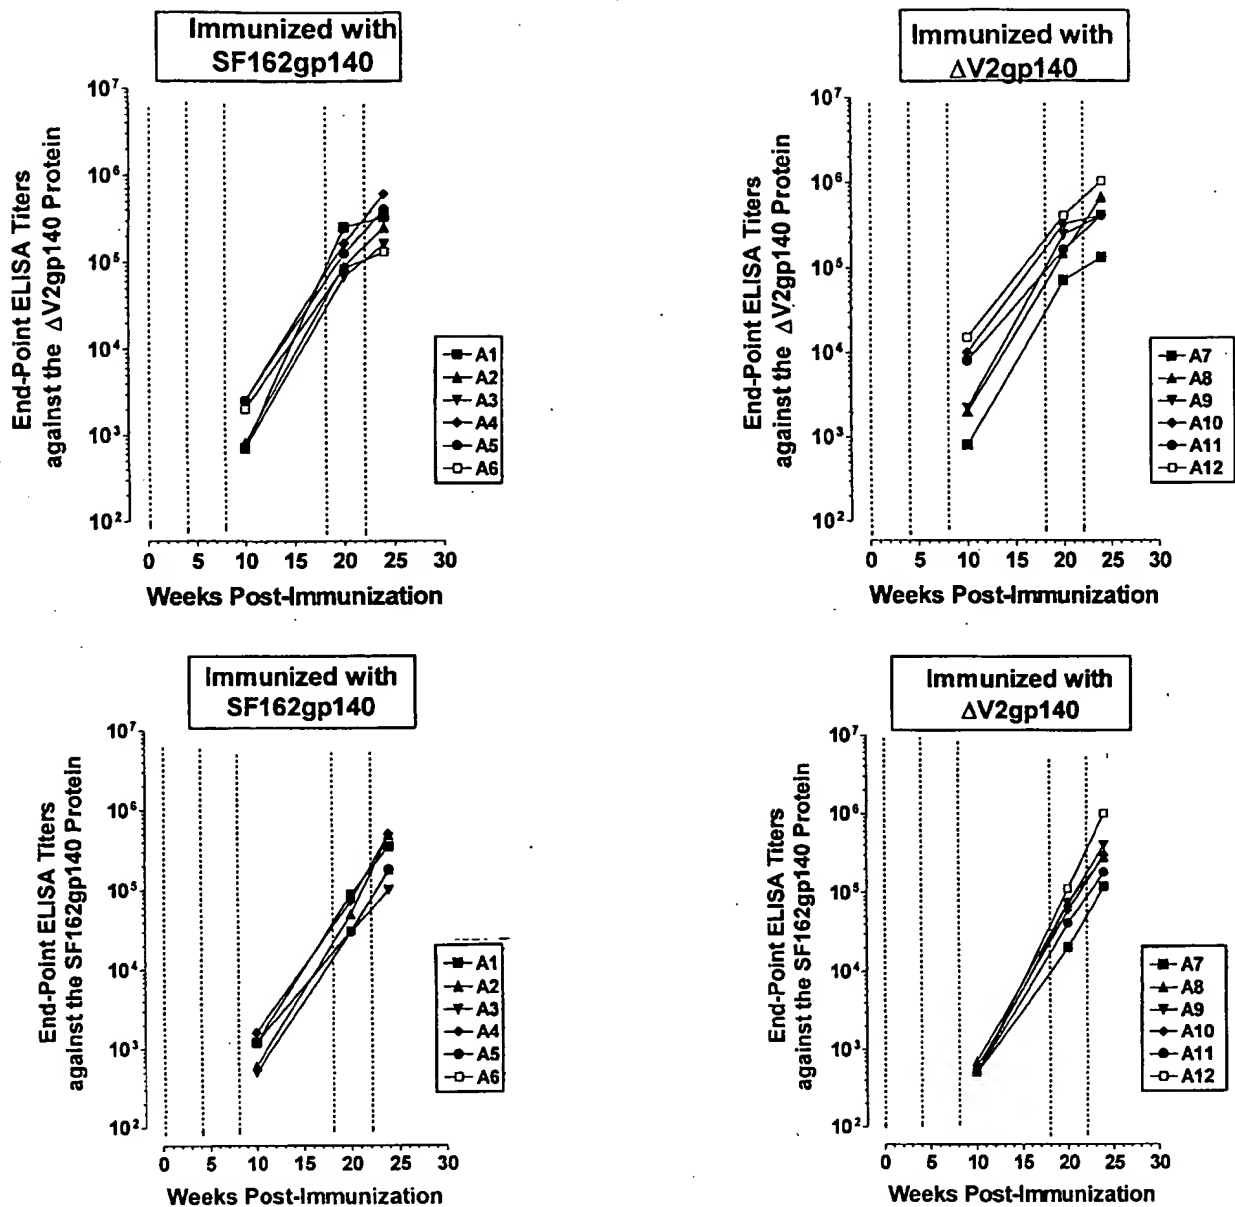 Immunized with
SF162gp140
End-Point ELISA Titers
against the ΔV2gp140 Protein
10⁷
10⁶
10⁵
10⁴
10³
10²
0 5 10 15 20 25 30
Weeks Post-Immunization
A1
A2
A3
A4
A5
A6
Immunized with
ΔV2gp140
End-Point ELISA Titers
against the ΔV2gp140 Protein
10⁷
10⁶
10⁵
10⁴
10³
10²
0 5 10 15 20 25 30
Weeks Post-Immunization
A7
A8
A9
A10
A11
A12
Immunized with
SF162gp140
End-Point ELISA Titers
against the SF162gp140 Protein
10⁷
10⁶
10⁵
10⁴
10³
10²
0 5 10 15 20 25 30
Weeks Post-Immunization
A1
A2
A3
A4
A5
A6
Immunized with
ΔV2gp140
End-Point ELISA Titers
against the SF162gp140 Protein
10⁷
10⁶
10⁵
10⁴
10³
10²
0 5 10 15 20 25 30
Weeks Post-Immunization
A7
A8
A9
A10
A11
A12